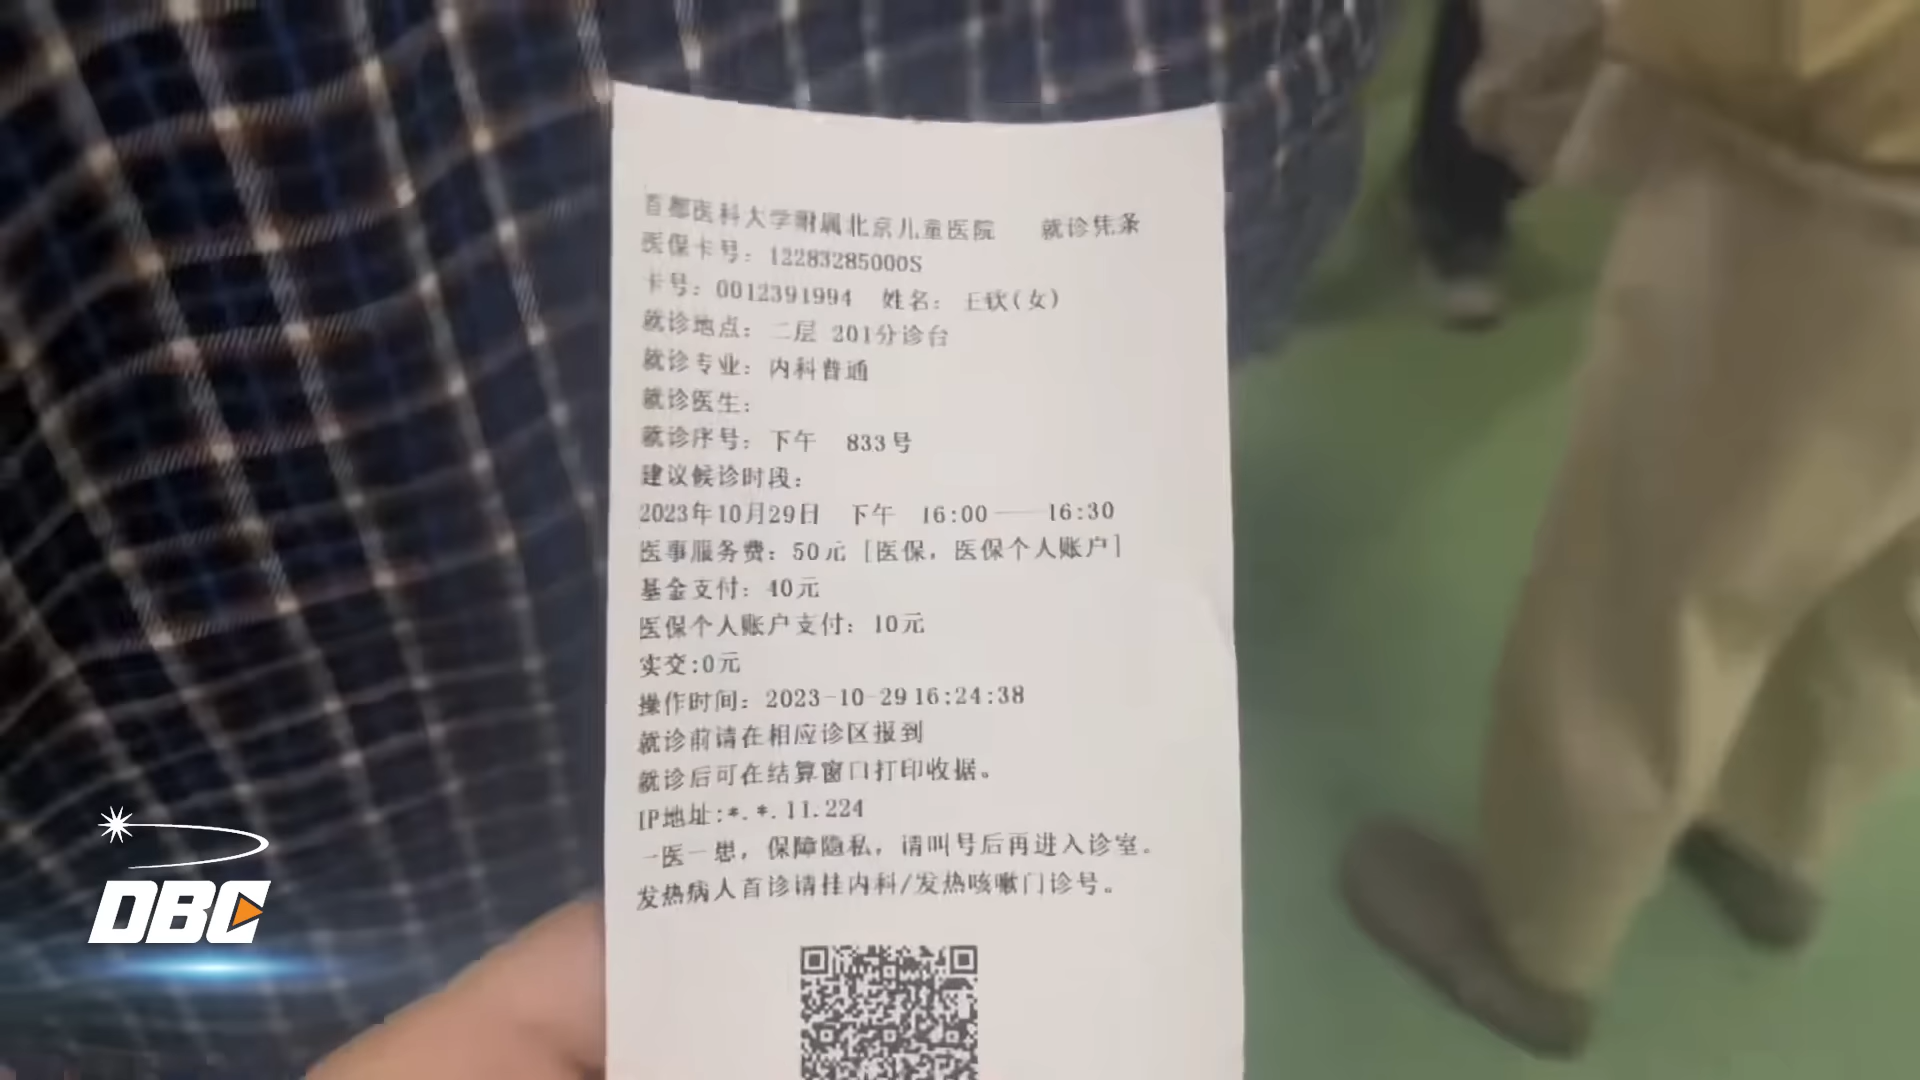 首都医科大学附属北京儿童医院 就诊凭条
医保卡号：12283285000S
卡号：0012391994 姓名：王钦(女)
就诊地点：二层 201分诊台
就诊专业：内科普通
就诊医生：
就诊序号：下午 833号
建议候诊时段：
2023年10月29日 下午 16:00——16:30
医事服务费：50元 [医保，医保个人账户]
基金支付：40元
医保个人账户支付：10元
实交:0元
操作时间：2023-10-29 16:24:38
就诊前请在相应诊区报到
就诊后可在结算窗口打印收据。
IP地址:*.*.11.224
一医一患，保障隐私，请叫号后再进入诊室。
发热病人首诊请挂内科/发热咳嗽门诊号。
DBC